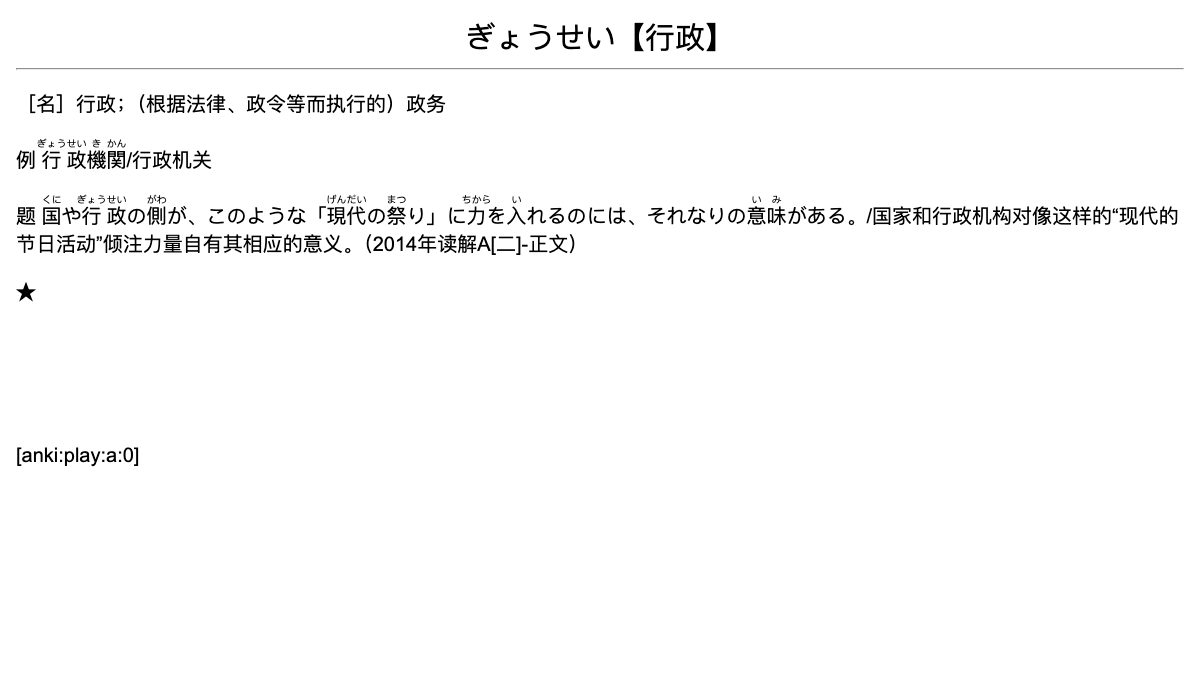 ぎょうせい【行政】
［名］行政；（根据法律、政令等而执行的）政务
ぎょうせい き かん
例 行 政機関/行政机关
くに ぎょうせい がわ げんだい まつ ちから い い み
题 国や行 政の側が、このような「現代の祭り」に力を入れるのには、それなりの意味がある。/国家和行政机构对像这样的“现代的
节日活动”倾注力量自有其相应的意义。（2014年读解A[二]-正文）
★
[anki:play:a:0]